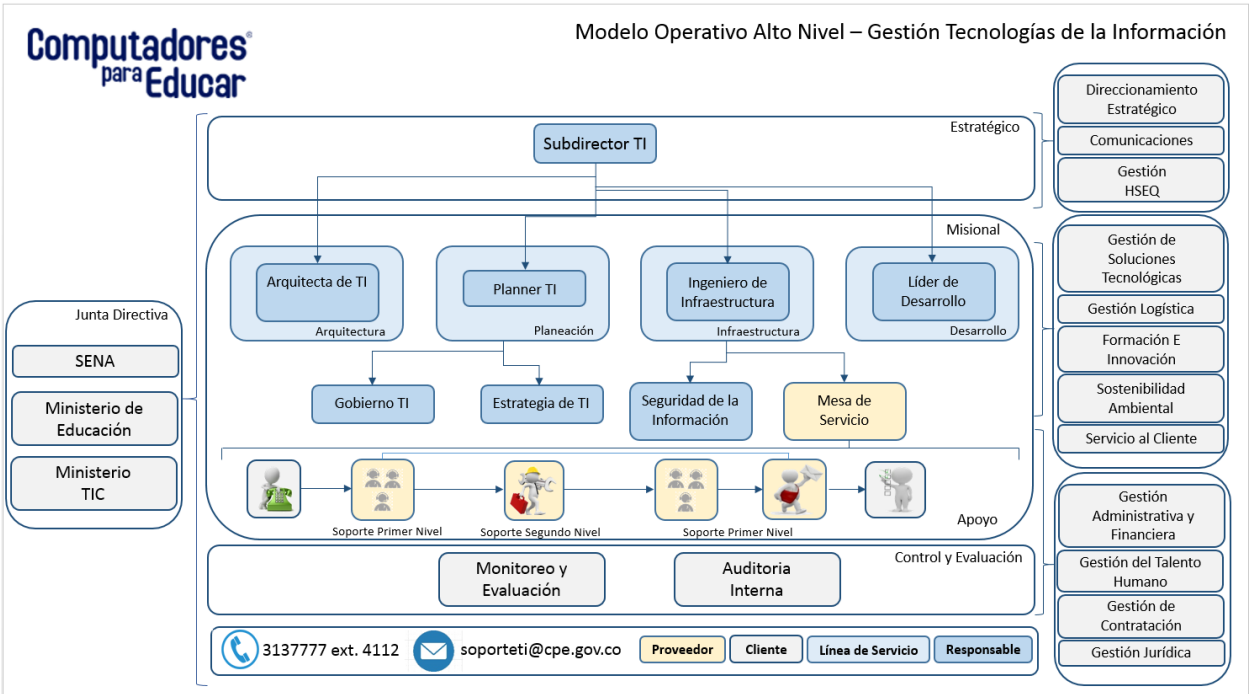 Computadores
para Educar
Modelo Operativo Alto Nivel – Gestión Tecnologías de la Información
Estratégico
Subdirector TI
Direccionamiento
Estratégico
Comunicaciones
Gestión
HSEQ
Misional
Arquitecta de TI
Arquitectura
Planner TI
Planeación
Ingeniero de
Infraestructura
Infraestructura
Líder de
Desarrollo
Desarrollo
Gestión de
Soluciones
Tecnológicas
Gestión Logística
Formación E
Innovación
Sostenibilidad
Ambiental
Servicio al Cliente
Junta Directiva
SENA
Ministerio de
Educación
Ministerio
TIC
Gobierno TI
Estrategia de TI
Seguridad de la
Información
Mesa de
Servicio
Soporte Primer Nivel
Soporte Segundo Nivel
Soporte Primer Nivel
Apoyo
Control y Evaluación
Monitoreo y
Evaluación
Auditoria
Interna
Gestión
Administrativa y
Financiera
Gestión del Talento
Humano
Gestión de
Contratación
Gestión Jurídica
3137777 ext. 4112
soporteti@cpe.gov.co
Proveedor
Cliente
Línea de Servicio
Responsable